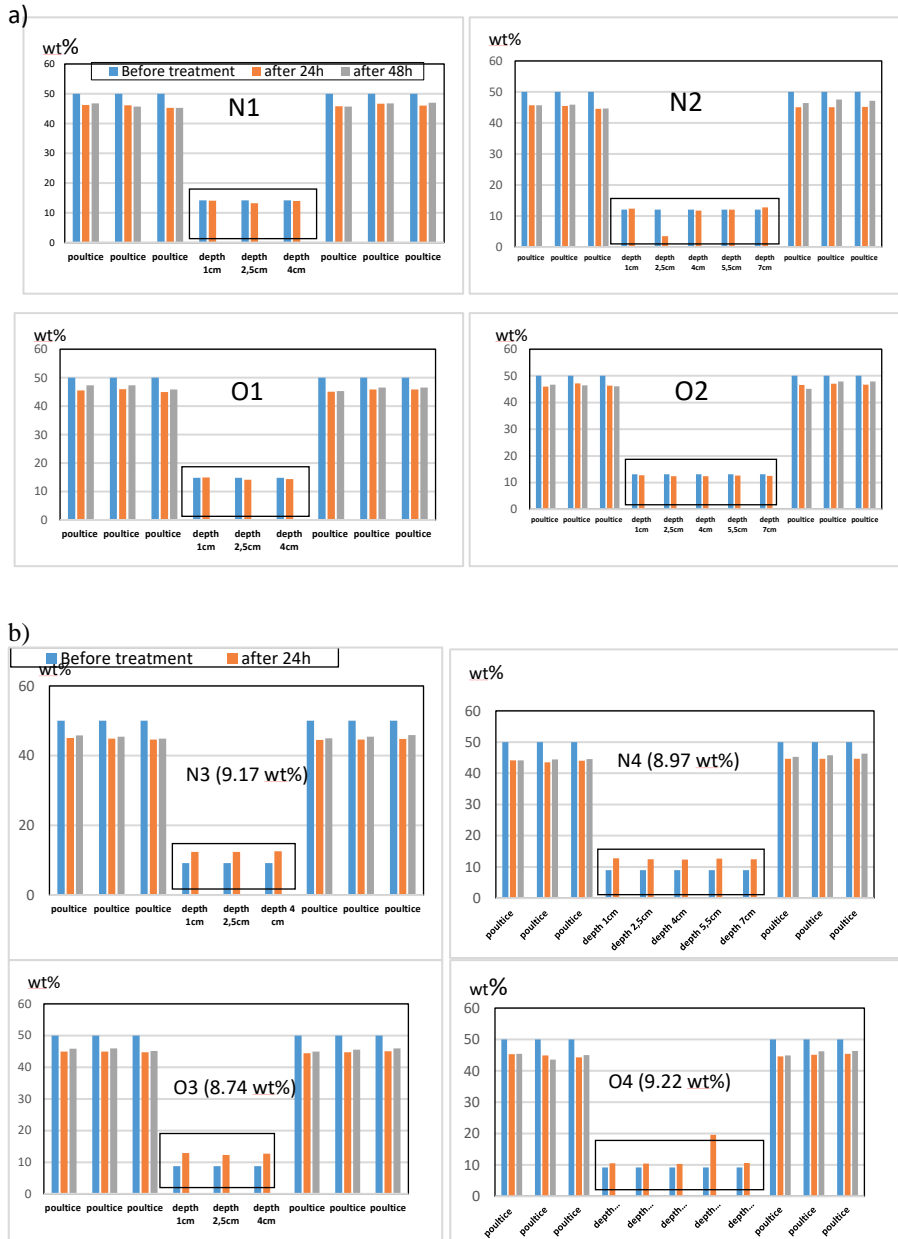 a)
wt%
60
50
40
30
20
10
0
Before treatment after 24h after 48h
N1
poultice poultice poultice depth 1cm depth 2,5cm depth 4cm poultice poultice poultice
wt%
60
50
40
30
20
10
0
N2
poultice poultice poultice depth 1cm depth 2,5cm depth 4cm depth 5,5cm depth 7cm poultice poultice poultice
wt%
60
50
40
30
20
10
0
O1
poultice poultice poultice depth 1cm depth 2,5cm depth 4cm poultice poultice poultice
wt%
60
50
40
30
20
10
0
O2
poultice poultice poultice depth 1cm depth 2,5cm depth 4cm depth 5,5cm depth 7cm poultice poultice poultice
b)
Before treatment after 24h
wt%
60
40
20
0
N3 (9.17 wt%)
poultice poultice poultice depth 1cm depth 2,5cm depth 4 cm poultice poultice poultice
wt%
60
50
40
30
20
10
0
N4 (8.97 wt%)
poultice poultice poultice depth 1cm depth 2,5cm depth 4cm depth 5,5cm depth 7cm poultice poultice poultice
wt%
60
50
40
30
20
10
0
O3 (8.74 wt%)
poultice poultice poultice depth 1cm depth 2,5cm depth 4cm poultice poultice poultice
wt%
60
50
40
30
20
10
0
O4 (9.22 wt%)
poultice poultice poultice depth... depth... depth... depth... depth... poultice poultice poultice